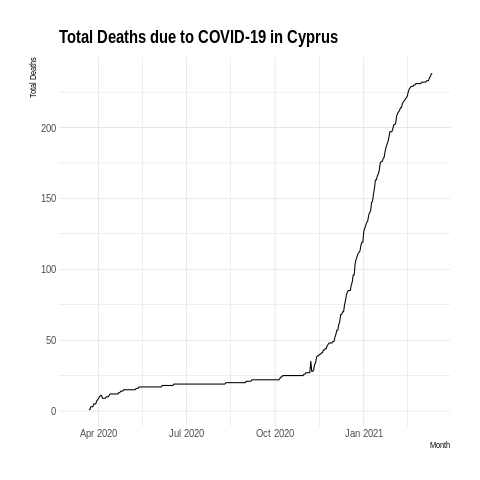 Total Deaths due to COVID-19 in Cyprus
Total Deaths
200
150
100
50
0
Apr 2020 Jul 2020 Oct 2020 Jan 2021
Month